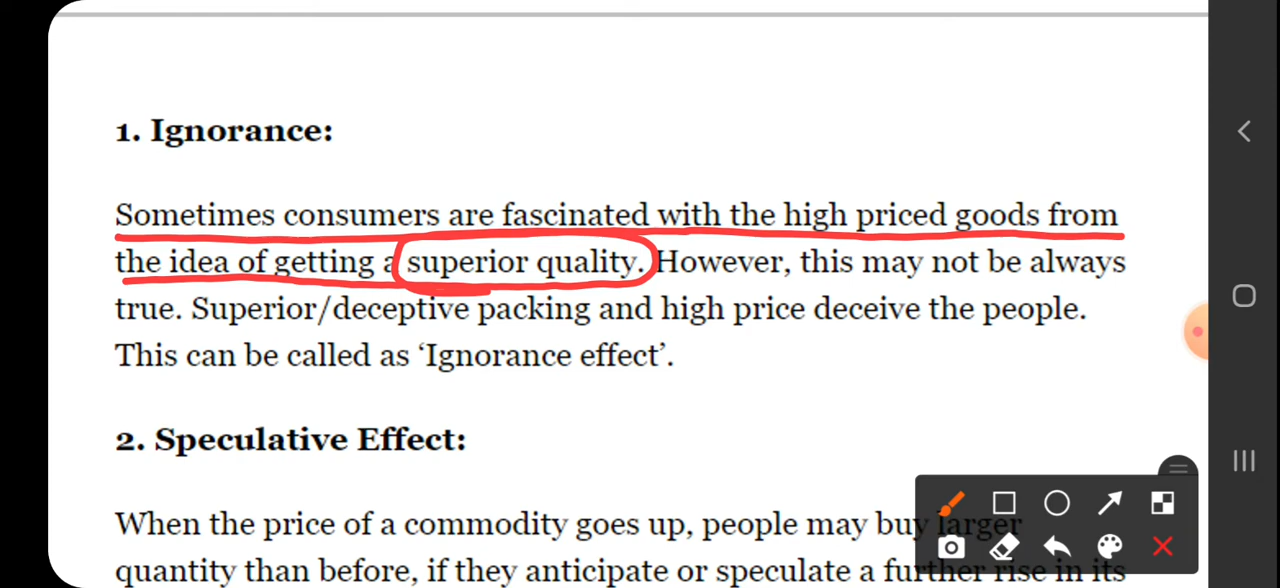 1. Ignorance:
Sometimes consumers are fascinated with the high priced goods from
the idea of getting a superior quality. However, this may not be always
true. Superior/deceptive packing and high price deceive the people.
This can be called as ‘Ignorance effect’.
2. Speculative Effect:
When the price of a commodity goes up, people may buy larger
quantity than before, if they anticipate or speculate a further rise in its